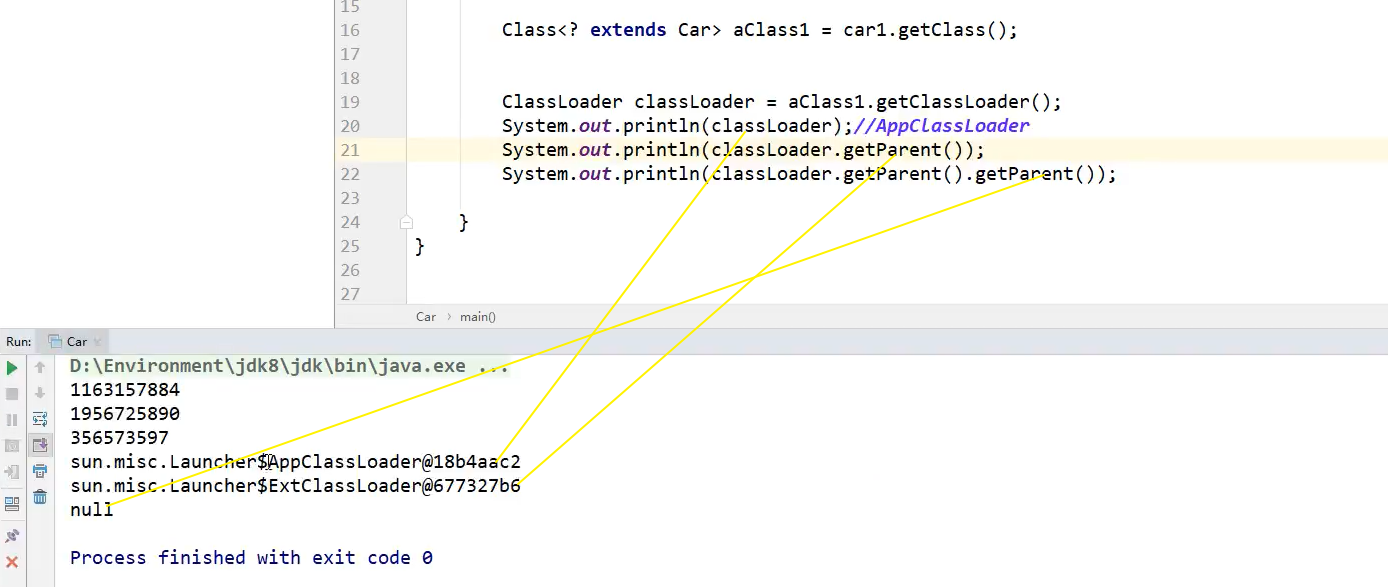 15
16 Class<? extends Car> aClass1 = car1.getClass();
17
18
19 ClassLoader classLoader = aClass1.getClassLoader();
20 System.out.println(classLoader);//AppClassLoader
21 System.out.println(classLoader.getParent());
22 System.out.println(classLoader.getParent().getParent());
23
24 }
25 }
26
27
Car › main()
Run: Car
D:\Environment\jdk8\jdk\bin\java.exe ...
1163157884
1956725890
356573597
sun.misc.Launcher$AppClassLoader@18b4aac2
sun.misc.Launcher$ExtClassLoader@677327b6
null
Process finished with exit code 0